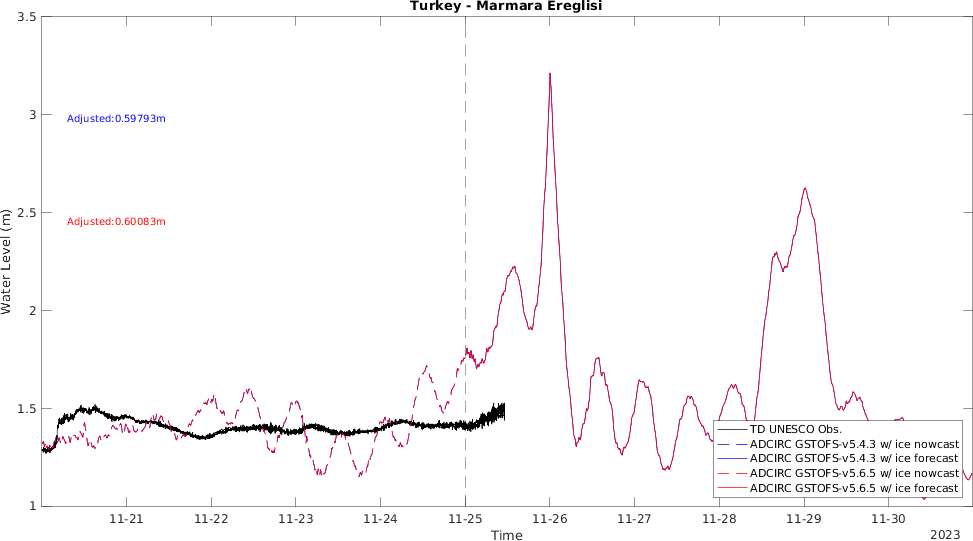 Turkey - Marmara Ereglisi
3.5
3
2.5
2
1.5
1
Water Level (m)
Adjusted:0.59793m
Adjusted:0.60083m
TD UNESCO Obs.
ADCIRC GSTOFS-v5.4.3 w/ ice nowcast
ADCIRC GSTOFS-v5.4.3 w/ ice forecast
ADCIRC GSTOFS-v5.6.5 w/ ice nowcast
ADCIRC GSTOFS-v5.6.5 w/ ice forecast
11-21 11-22 11-23 11-24 11-25 11-26 11-27 11-28 11-29 11-30
Time
2023